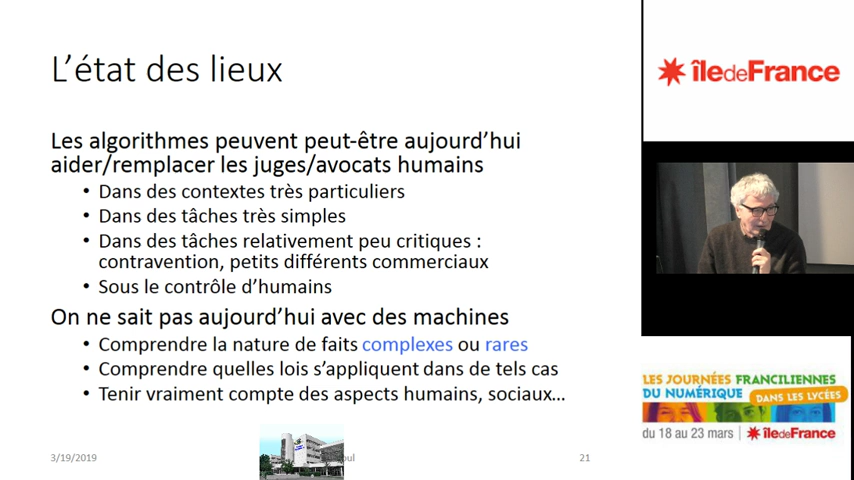 L’état des lieux
Les algorithmes peuvent peut-être aujourd’hui
aider/remplacer les juges/avocats humains
• Dans des contextes très particuliers
• Dans des tâches très simples
• Dans des tâches relativement peu critiques :
contravention, petits différents commerciaux
• Sous le contrôle d’humains
On ne sait pas aujourd’hui avec des machines
• Comprendre la nature de faits complexes ou rares
• Comprendre quelles lois s’appliquent dans de tels cas
• Tenir vraiment compte des aspects humains, sociaux…
3/19/2019
21
îledeFrance
LES JOURNÉES FRANCILIENNES
DU NUMÉRIQUE DANS LES LYCÉES
du 18 au 23 mars | îledeFrance